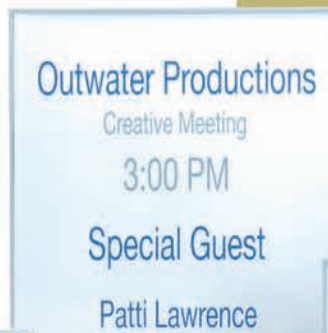 Outwater Productions
Creative Meeting
3:00 PM
Special Guest
Patti Lawrence